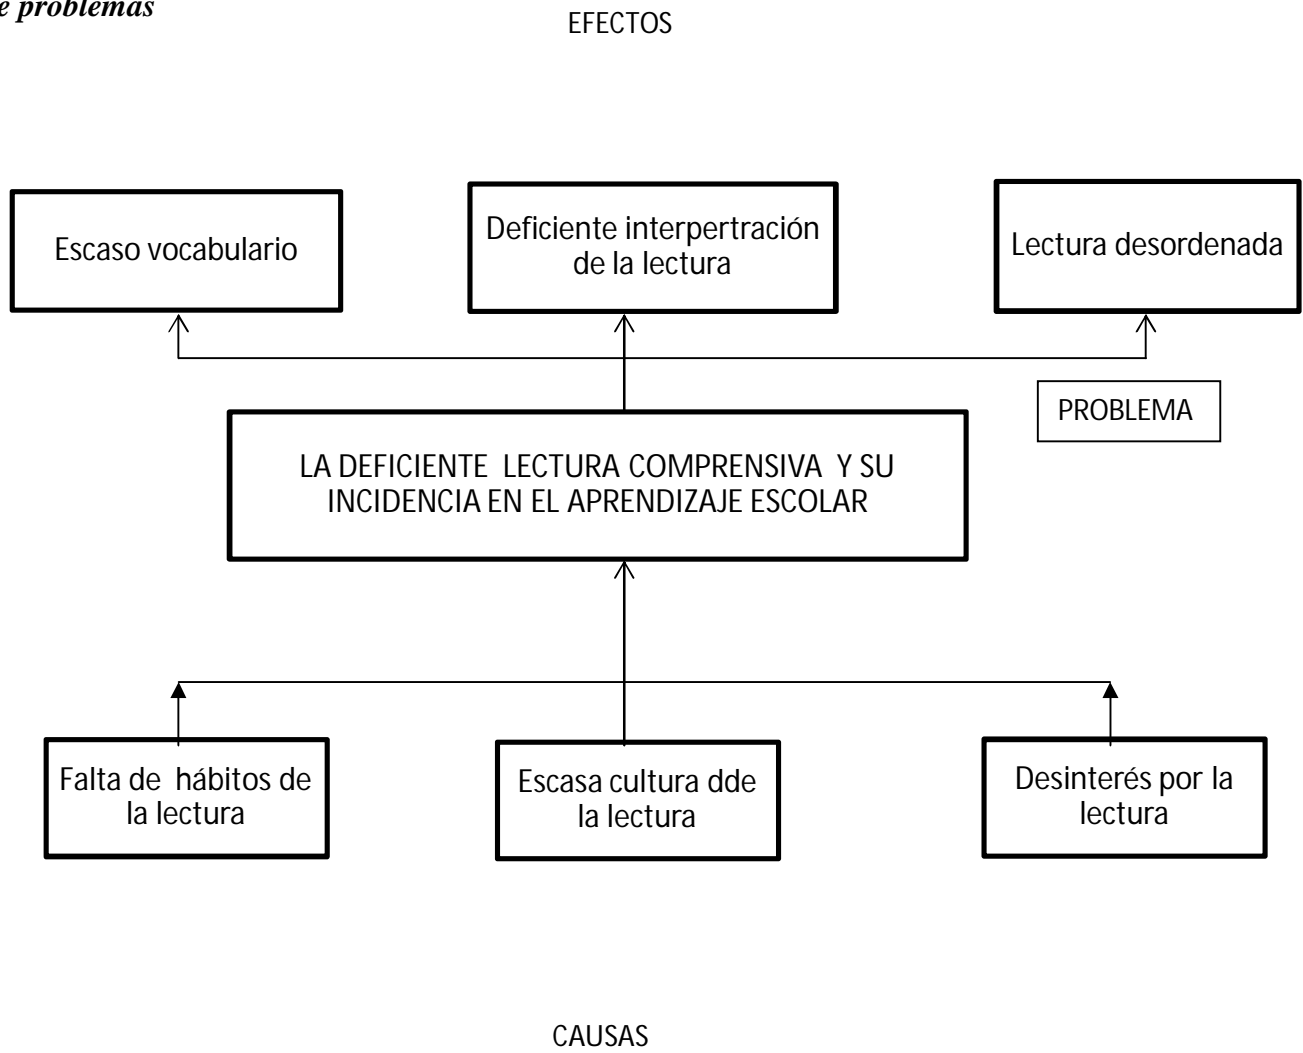 e problemas
EFECTOS
Escaso vocabulario
Deficiente interpertración
de la lectura
Lectura desordenada
PROBLEMA
LA DEFICIENTE LECTURA COMPRENSIVA Y SU
INCIDENCIA EN EL APRENDIZAJE ESCOLAR
Falta de hábitos de
la lectura
Escasa cultura dde
la lectura
Desinterés por la
lectura
CAUSAS